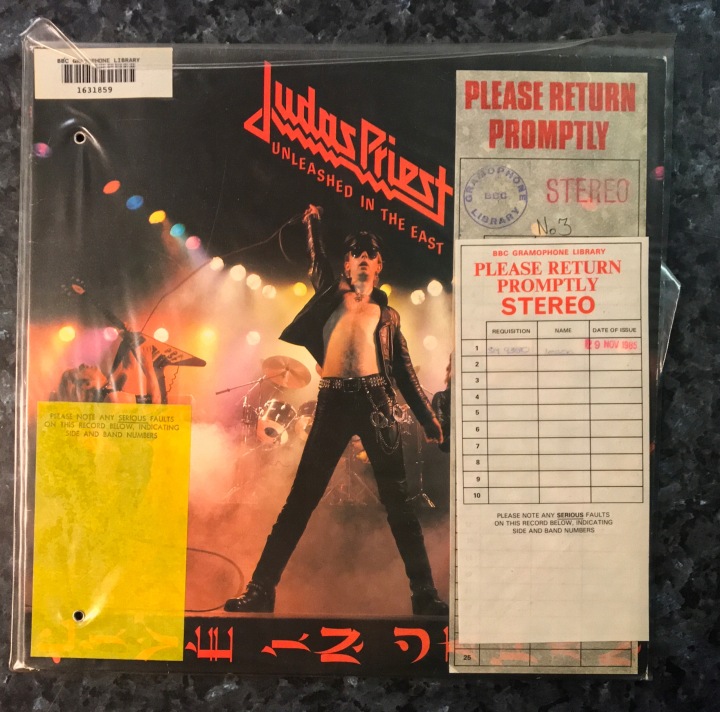 BBC GRAMOPHONE LIBRARY
1631859
Judas Priest
UNLEASHED IN THE EAST
PLEASE RETURN
PROMPTLY
GRAMOPHONE
BBC
LIBRARY
STEREO
No 3
BBC GRAMOPHONE LIBRARY
PLEASE RETURN
PROMPTLY
STEREO
REQUISITION NAME DATE OF ISSUE
1 9 NOV 1985
2
3
4
5
6
7
8
9
10
PLEASE NOTE ANY SERIOUS FAULTS
ON THIS RECORD BELOW, INDICATING
SIDE AND BAND NUMBERS
25
PLEASE NOTE ANY SERIOUS FAULTS
ON THIS RECORD BELOW, INDICATING
SIDE AND BAND NUMBERS